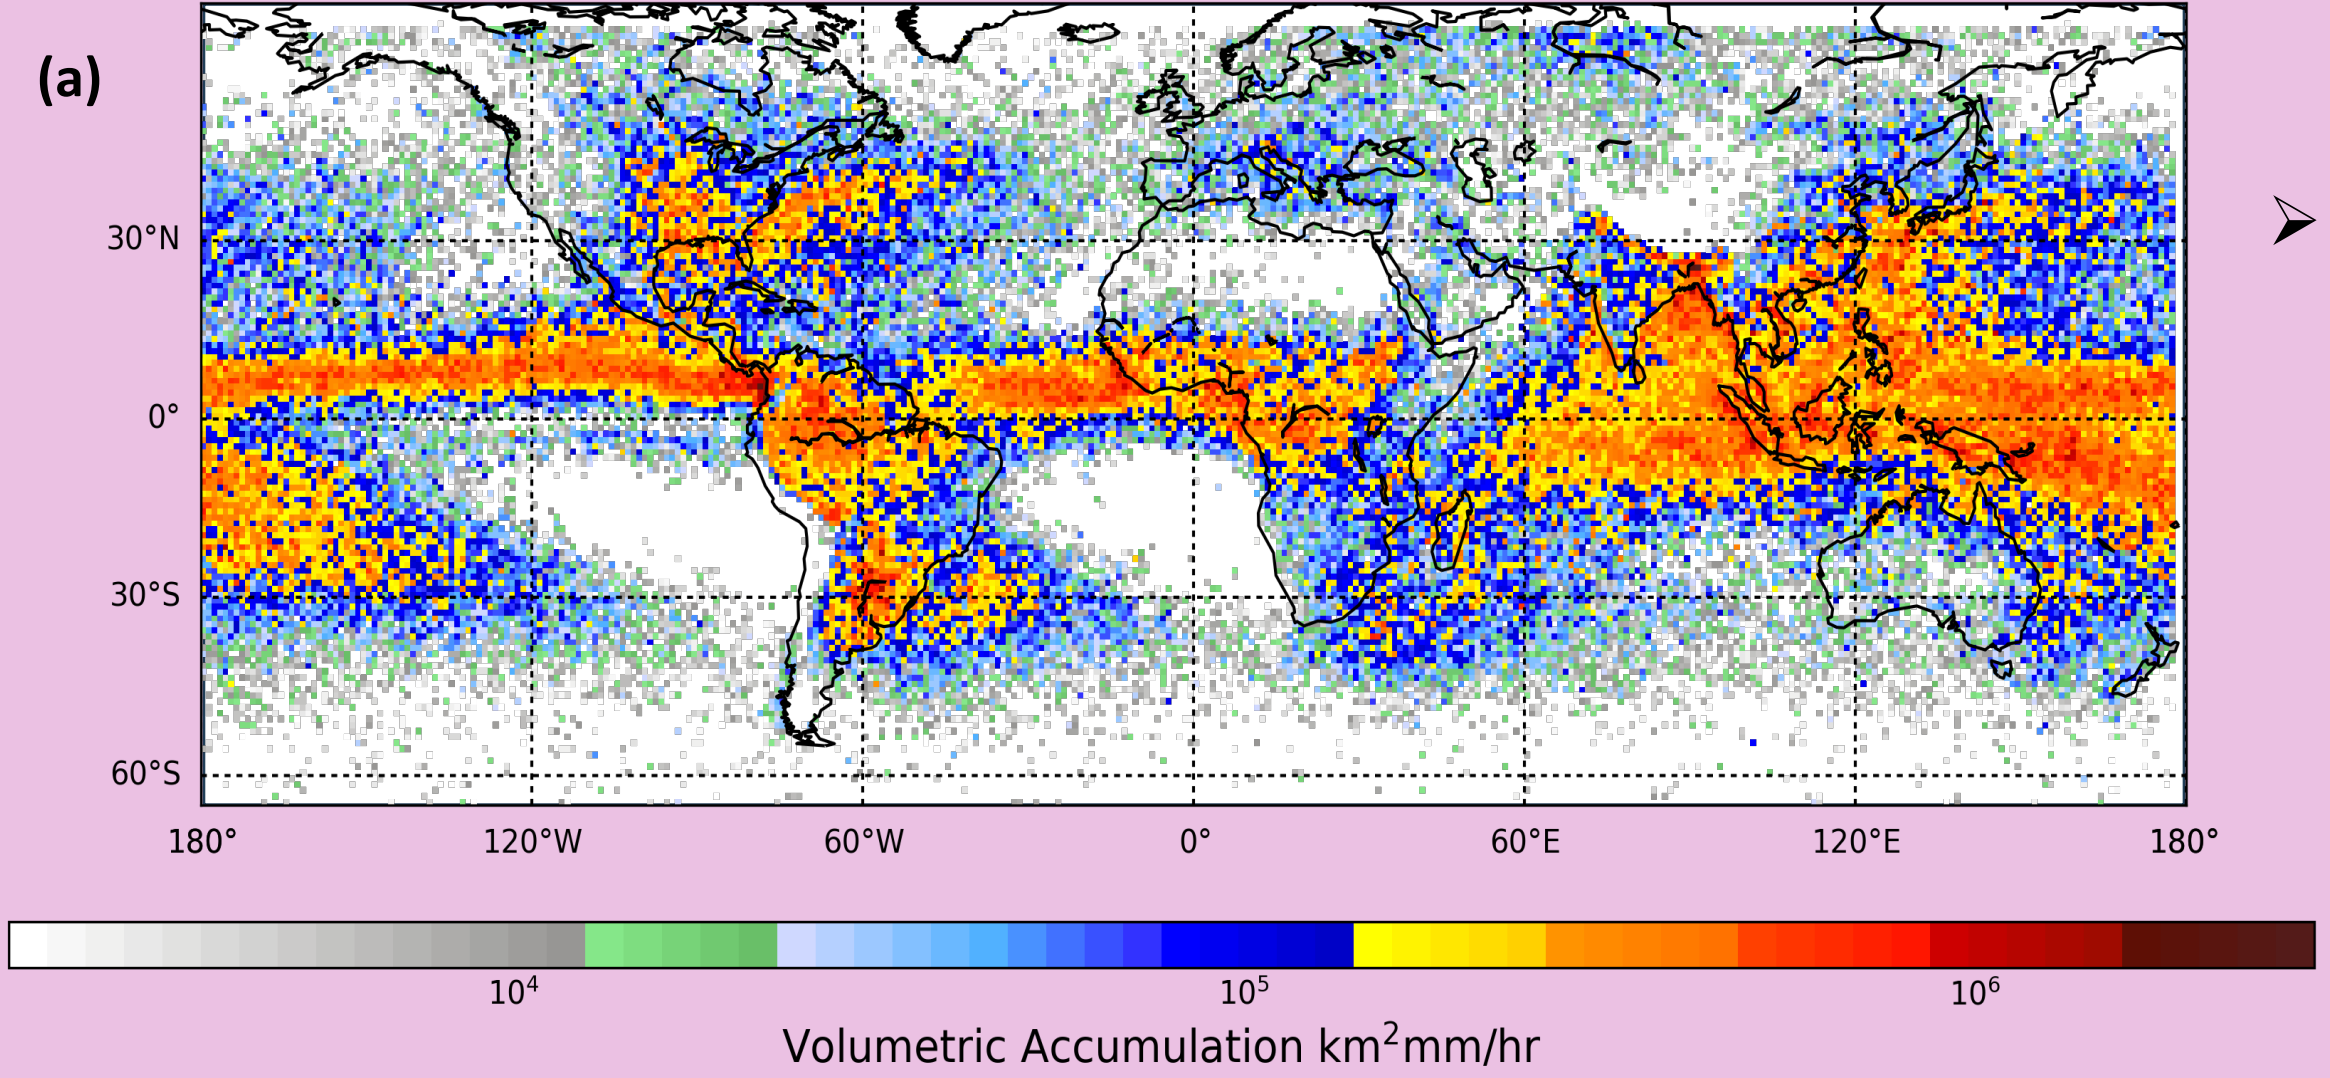 (a)
30°N
0°
30°S
60°S
180° 120°W 60°W 0° 60°E 120°E 180°
10⁴ 10⁵ 10⁶
Volumetric Accumulation km²mm/hr